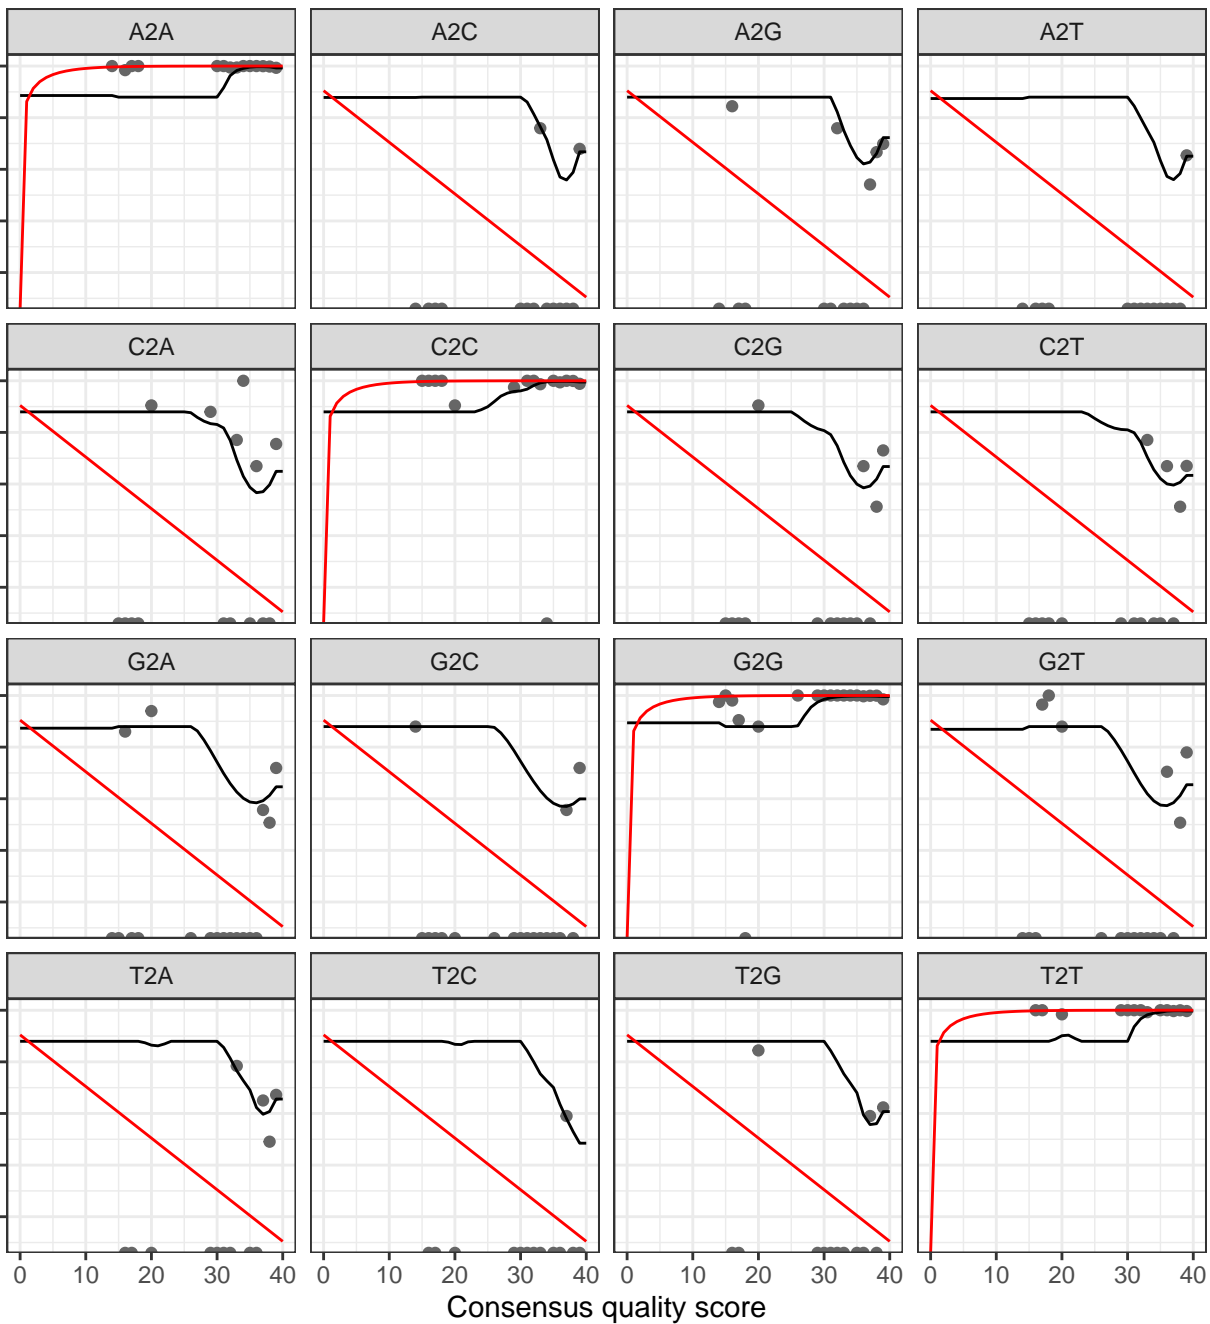 A2A A2C A2G A2T
C2A C2C C2G C2T
G2A G2C G2G G2T
T2A T2C T2G T2T
0 10 20 30 40 0 10 20 30 40 0 10 20 30 40 0 10 20 30 40
Consensus quality score